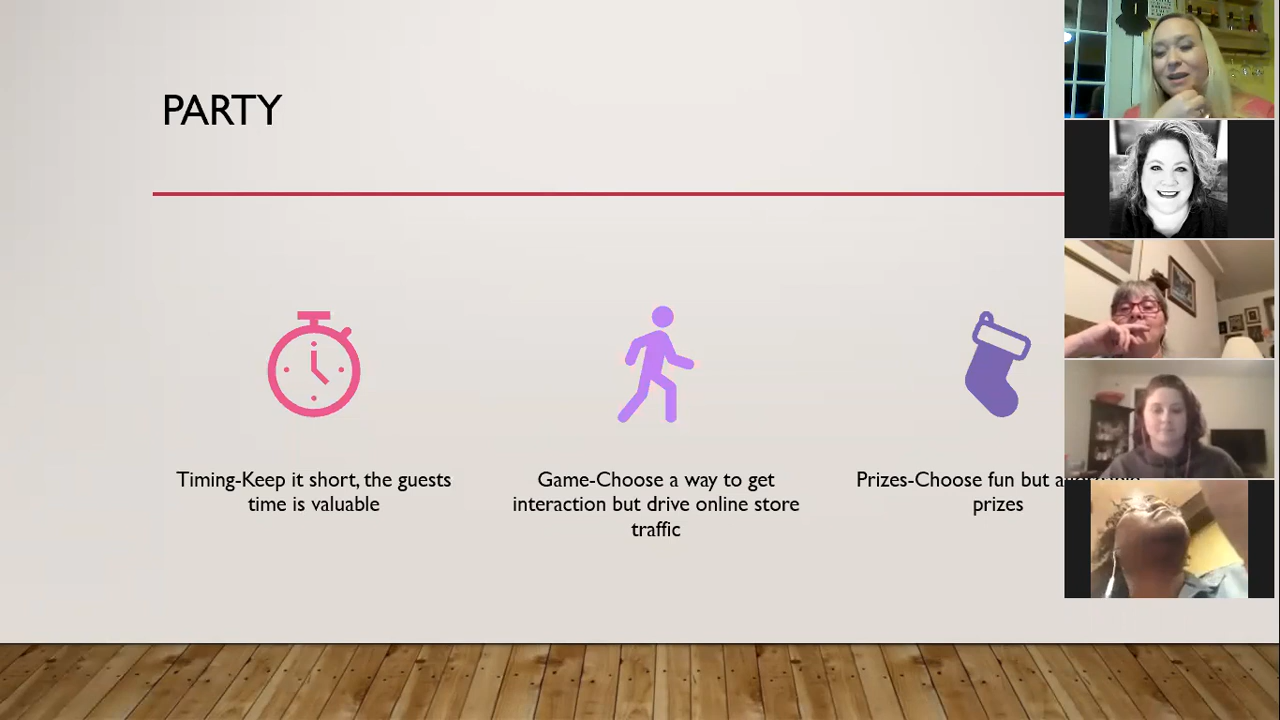 PARTY
Timing-Keep it short, the guests
time is valuable
Game-Choose a way to get
interaction but drive online store
traffic
Prizes-Choose fun but
prizes